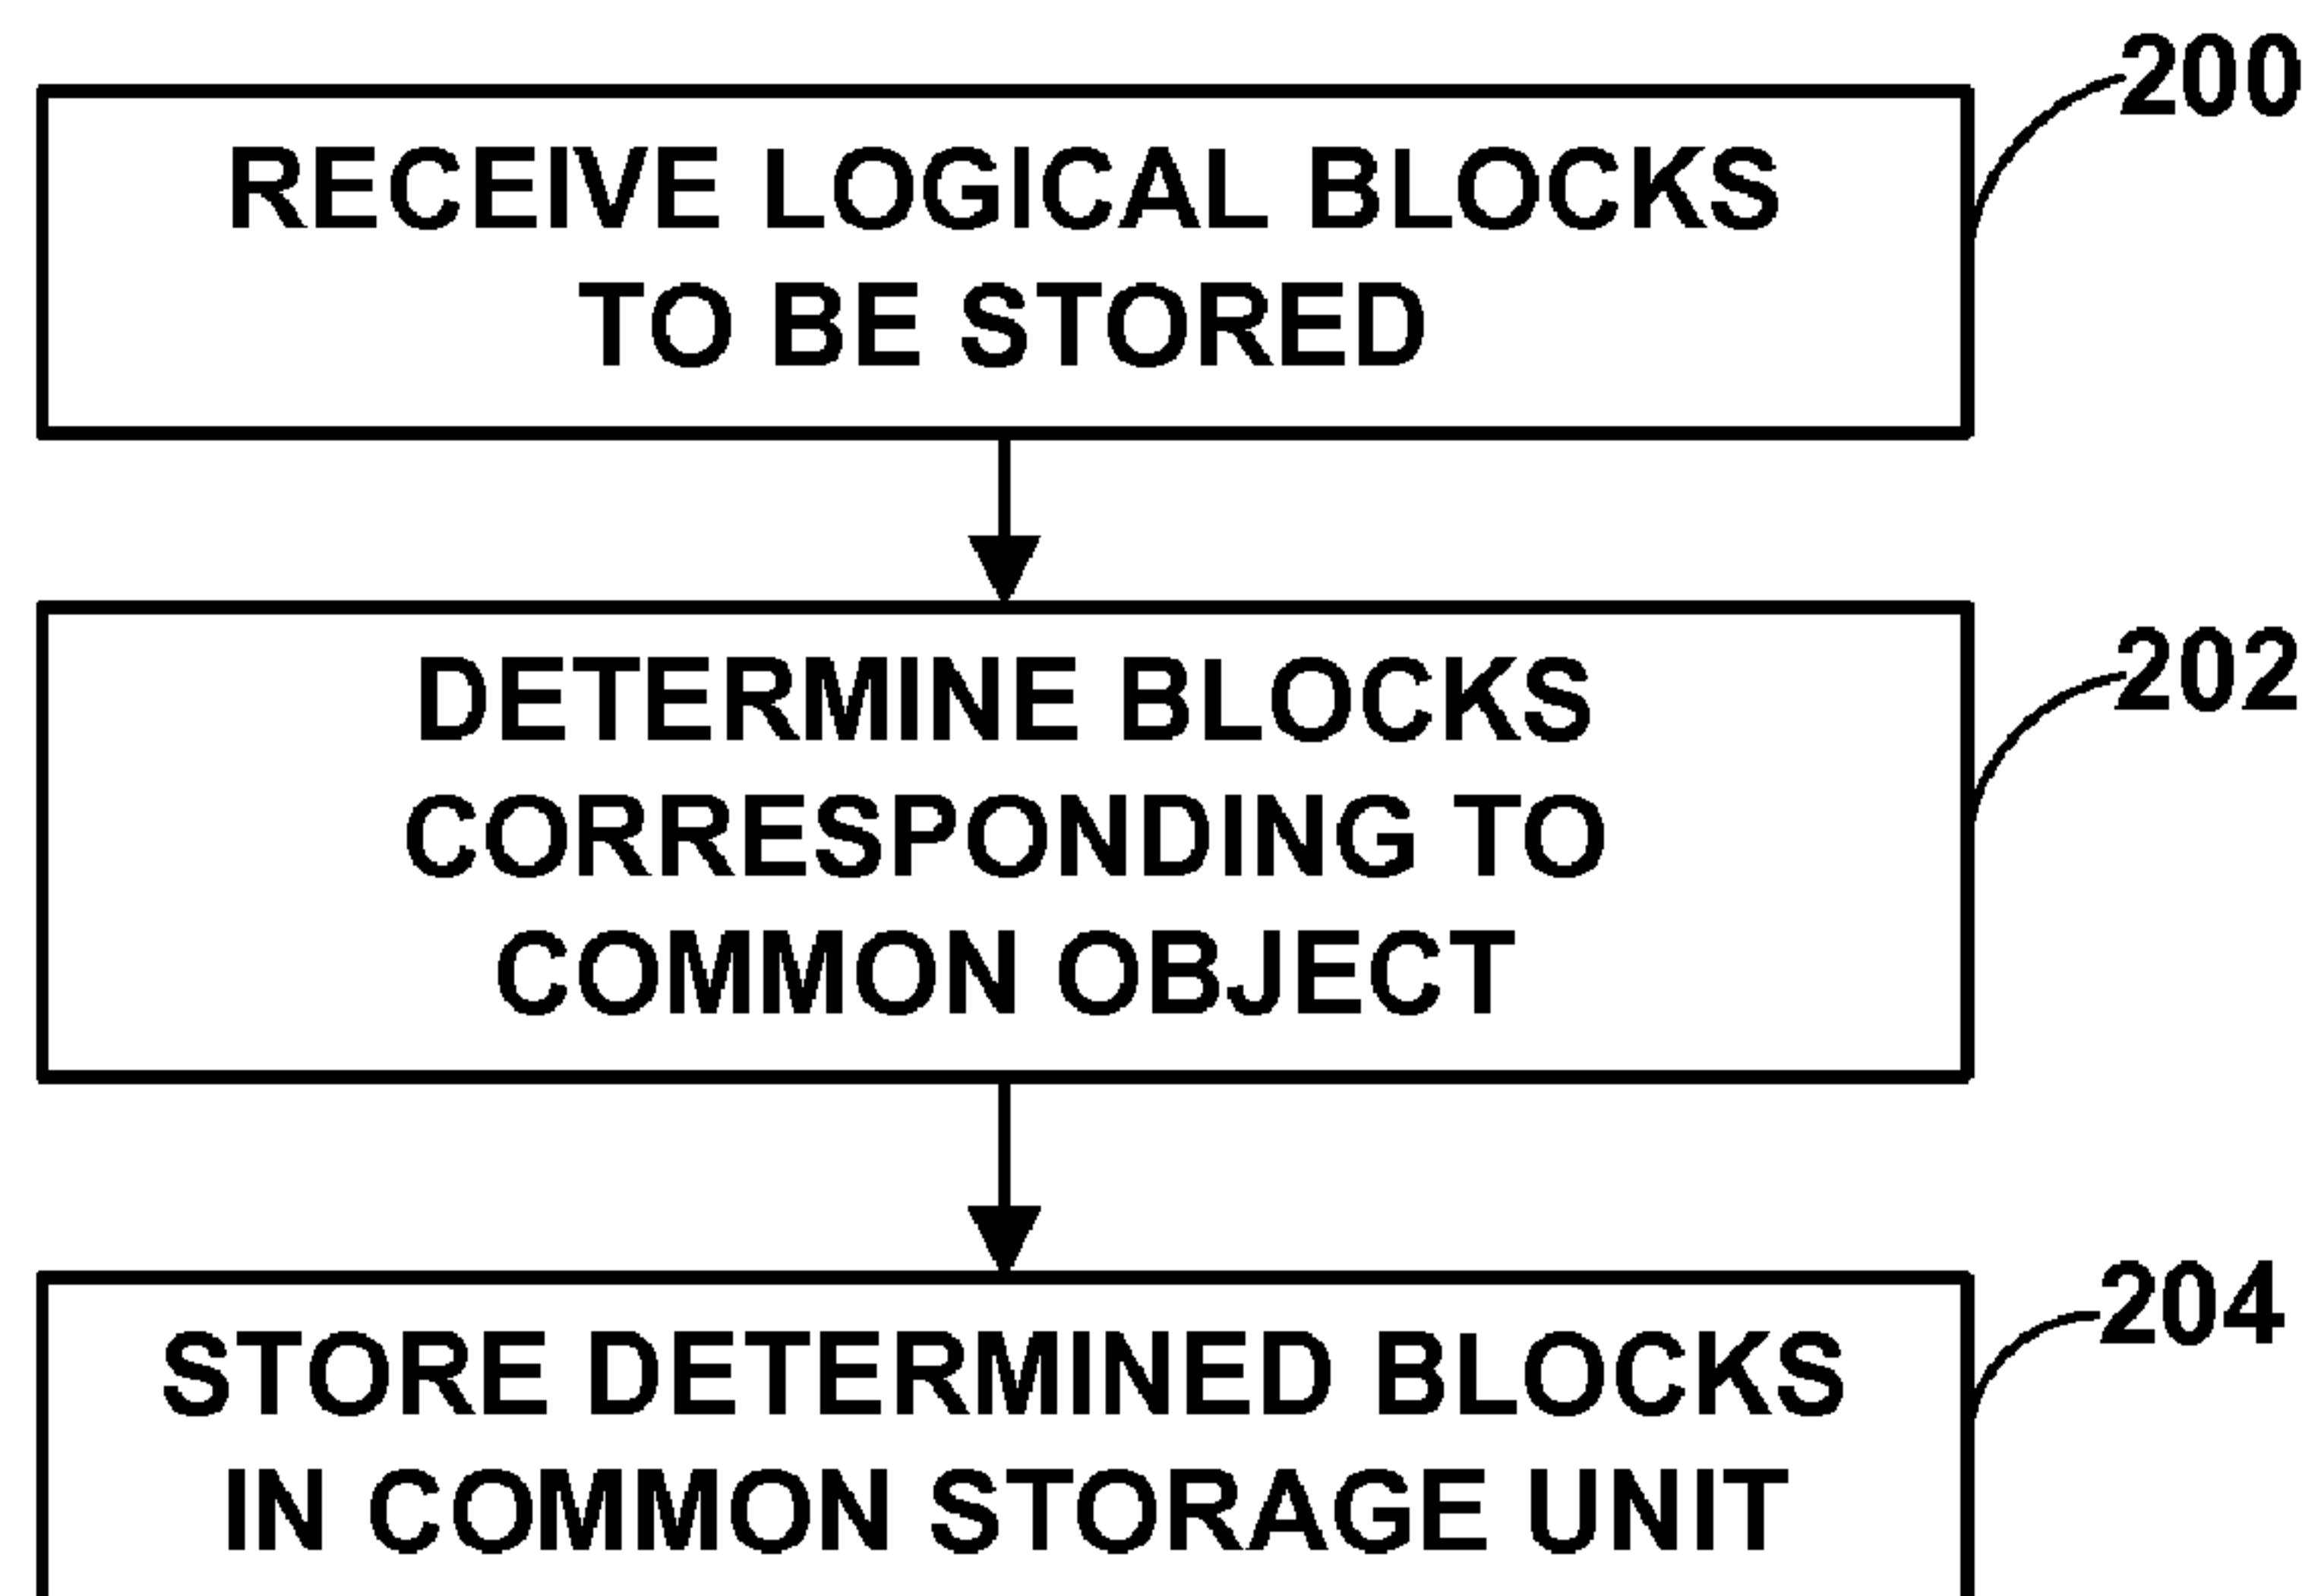 200
RECEIVE LOGICAL BLOCKS
TO BE STORED
202
DETERMINE BLOCKS
CORRESPONDING TO
COMMON OBJECT
204
STORE DETERMINED BLOCKS
IN COMMON STORAGE UNIT